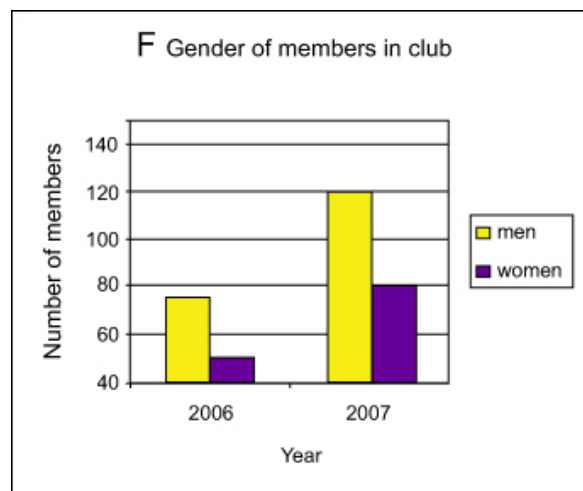 F Gender of members in club
Number of members
140
120
100
80
60
40
2006 2007
Year
men
women